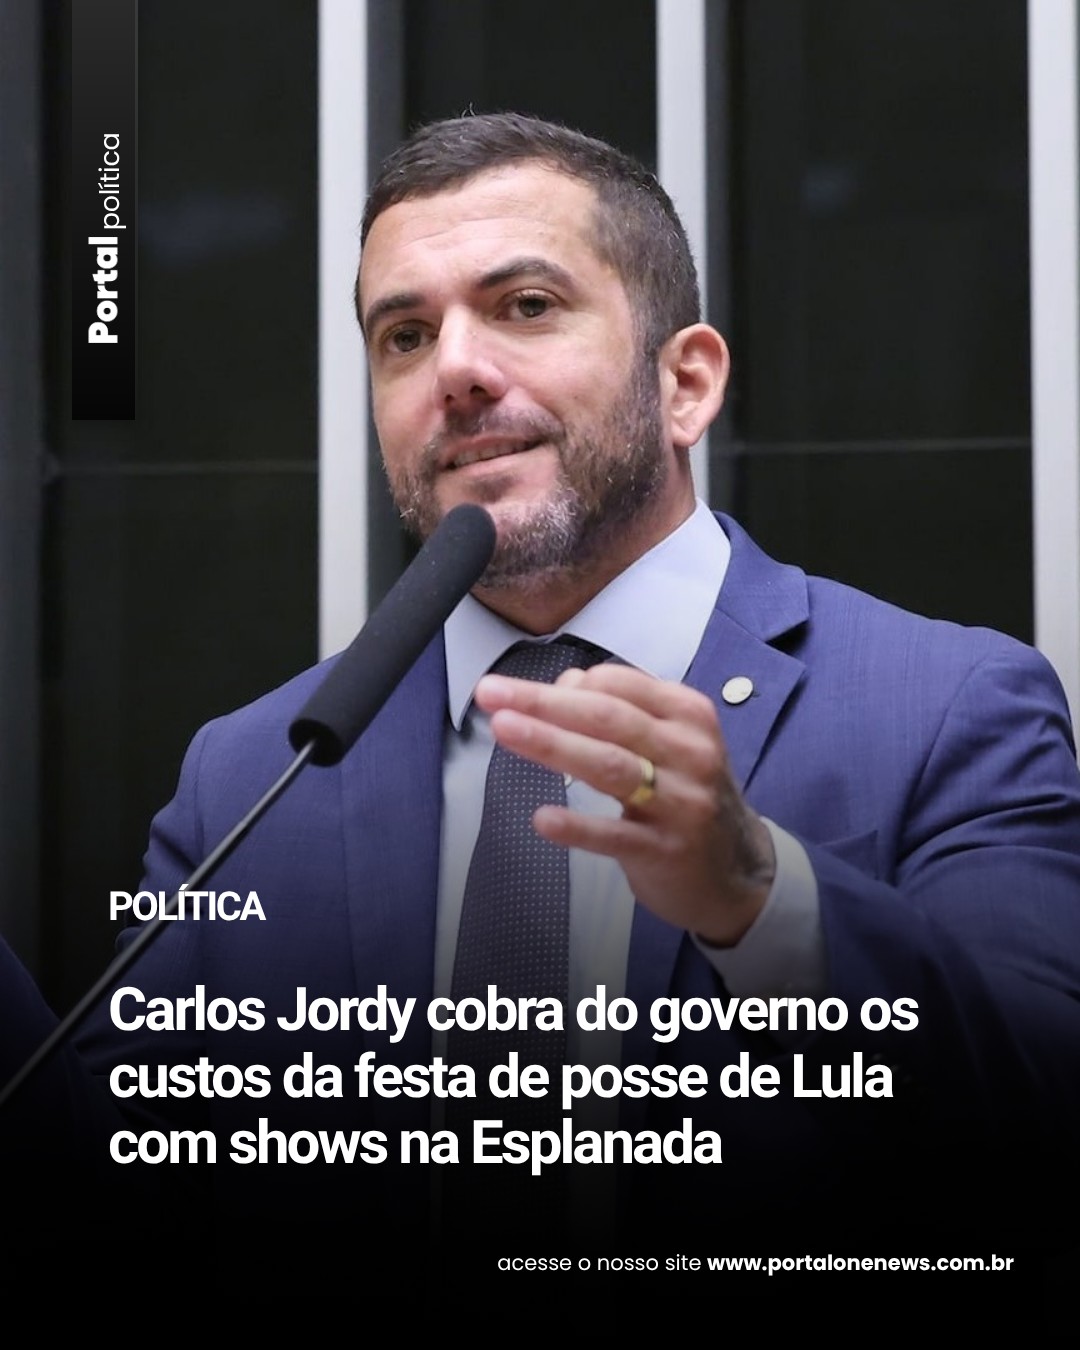 Portal política
POLÍTICA
Carlos Jordy cobra do governo os
custos da festa de posse de Lula
com shows na Esplanada
acesse o nosso site www.portalonenews.com.br